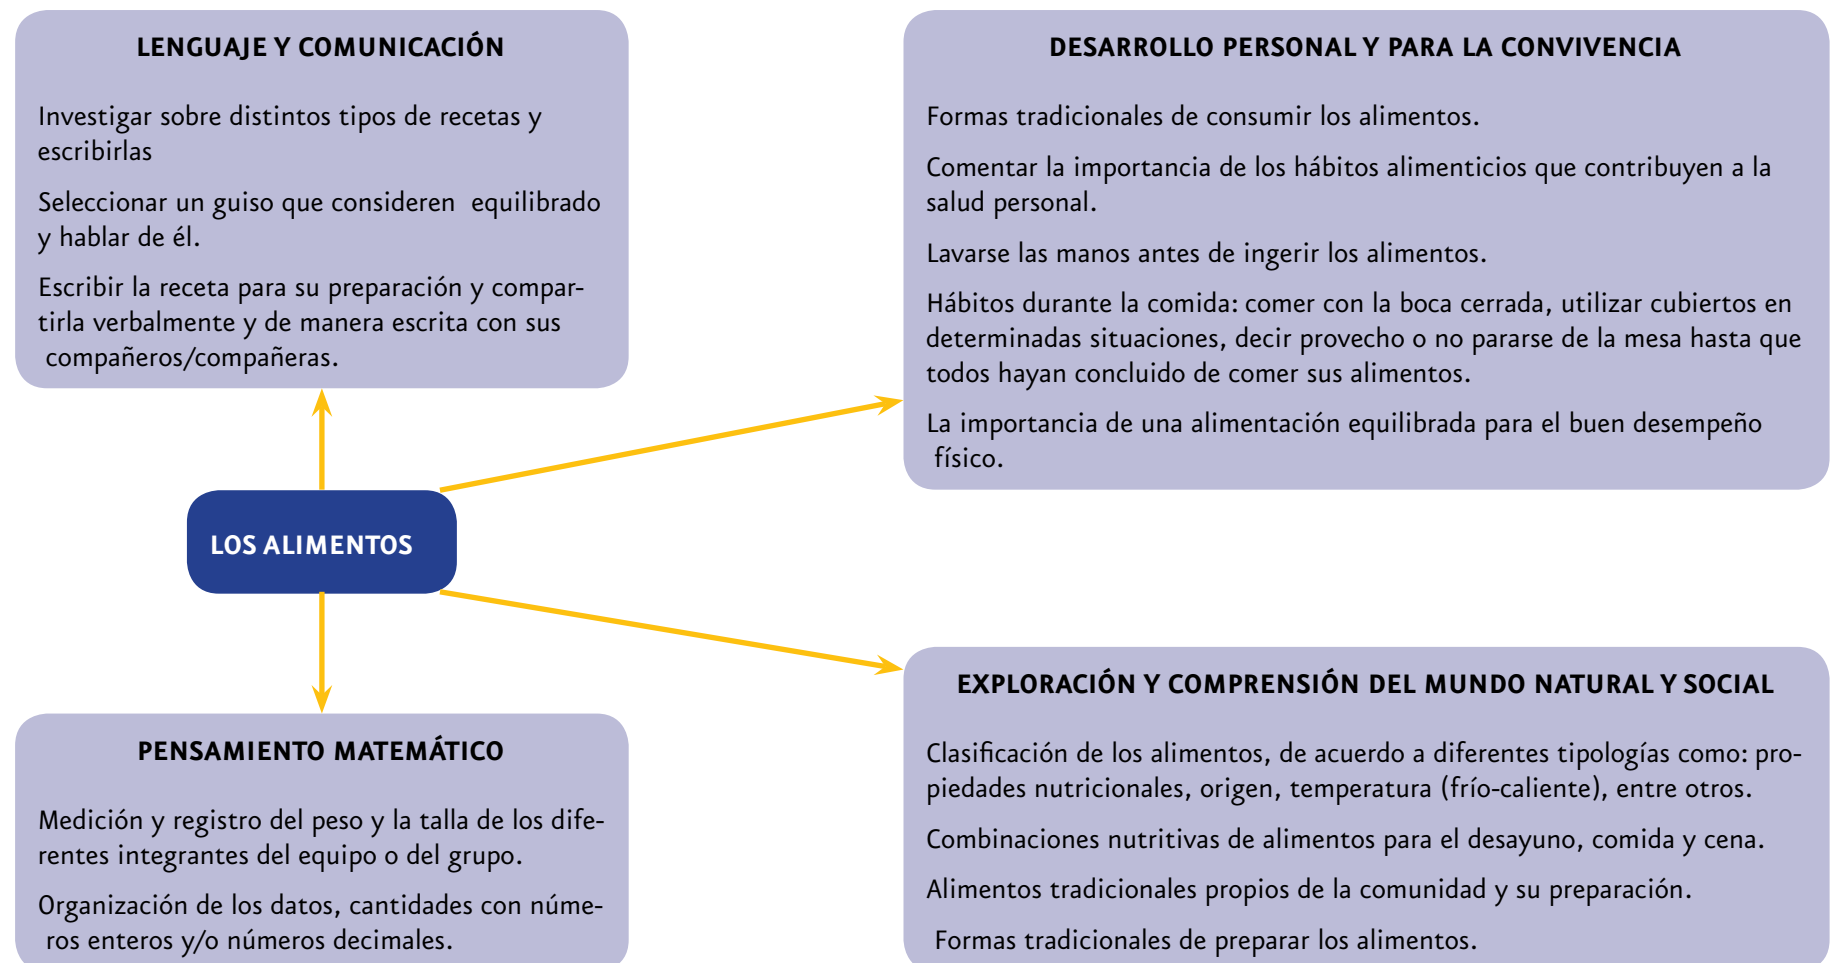 LENGUAJE Y COMUNICACIÓN
Investigar sobre distintos tipos de recetas y
escribirlas
Seleccionar un guiso que consideren equilibrado
y hablar de él.
Escribir la receta para su preparación y compar-
tirla verbalmente y de manera escrita con sus
compañeros/compañeras.
DESARROLLO PERSONAL Y PARA LA CONVIVENCIA
Formas tradicionales de consumir los alimentos.
Comentar la importancia de los hábitos alimenticios que contribuyen a la
salud personal.
Lavarse las manos antes de ingerir los alimentos.
Hábitos durante la comida: comer con la boca cerrada, utilizar cubiertos en
determinadas situaciones, decir provecho o no pararse de la mesa hasta que
todos hayan concluido de comer sus alimentos.
La importancia de una alimentación equilibrada para el buen desempeño
físico.
LOS ALIMENTOS
PENSAMIENTO MATEMÁTICO
Medición y registro del peso y la talla de los dife-
rentes integrantes del equipo o del grupo.
Organización de los datos, cantidades con núme-
ros enteros y/o números decimales.
EXPLORACIÓN Y COMPRENSIÓN DEL MUNDO NATURAL Y SOCIAL
Clasificación de los alimentos, de acuerdo a diferentes tipologías como: pro-
piedades nutricionales, origen, temperatura (frío-caliente), entre otros.
Combinaciones nutritivas de alimentos para el desayuno, comida y cena.
Alimentos tradicionales propios de la comunidad y su preparación.
Formas tradicionales de preparar los alimentos.